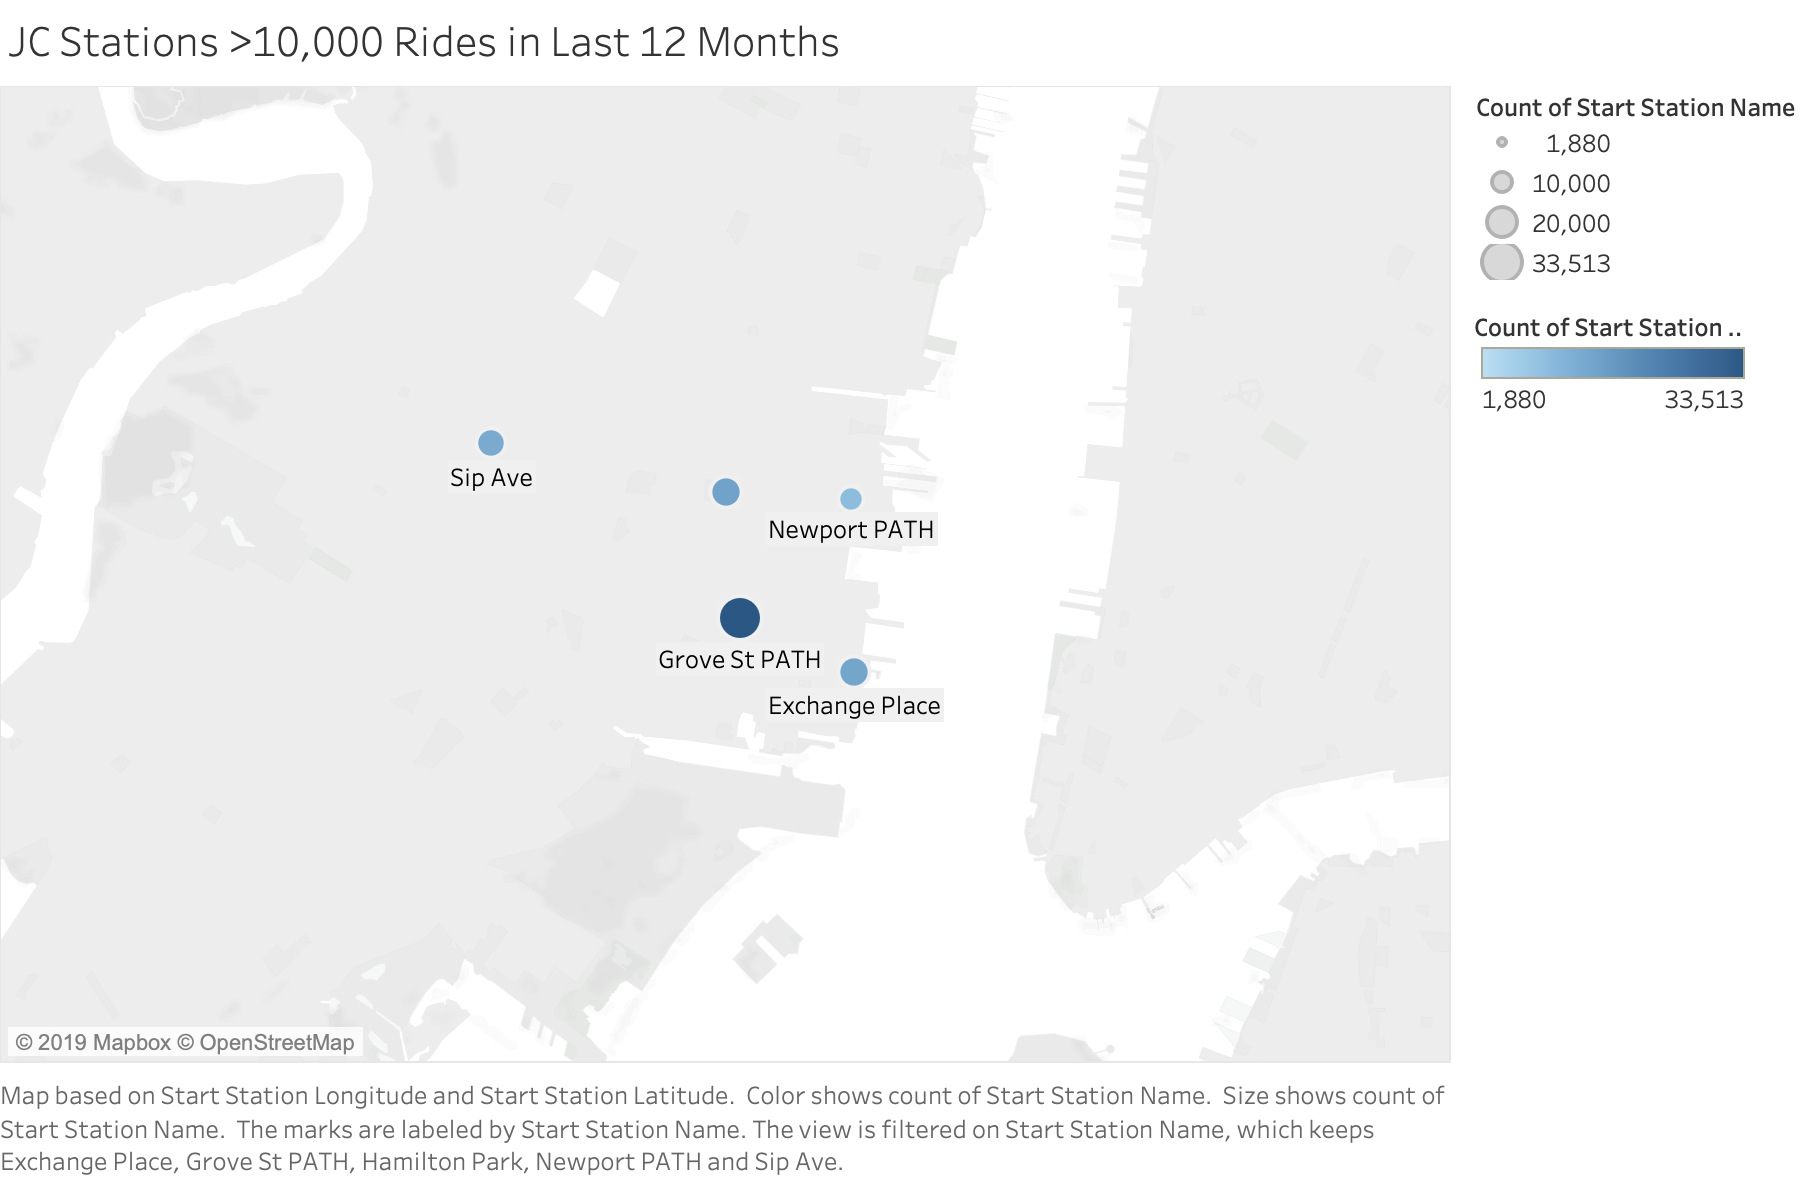 JC Stations >10,000 Rides in Last 12 Months
Count of Start Station Name
1,880
10,000
20,000
33,513
Count of Start Station ..
1,880 33,513
Sip Ave
Newport PATH
Grove St PATH
Exchange Place
© 2019 Mapbox © OpenStreetMap
Map based on Start Station Longitude and Start Station Latitude.  Color shows count of Start Station Name.  Size shows count of
Start Station Name.  The marks are labeled by Start Station Name. The view is filtered on Start Station Name, which keeps
Exchange Place, Grove St PATH, Hamilton Park, Newport PATH and Sip Ave.